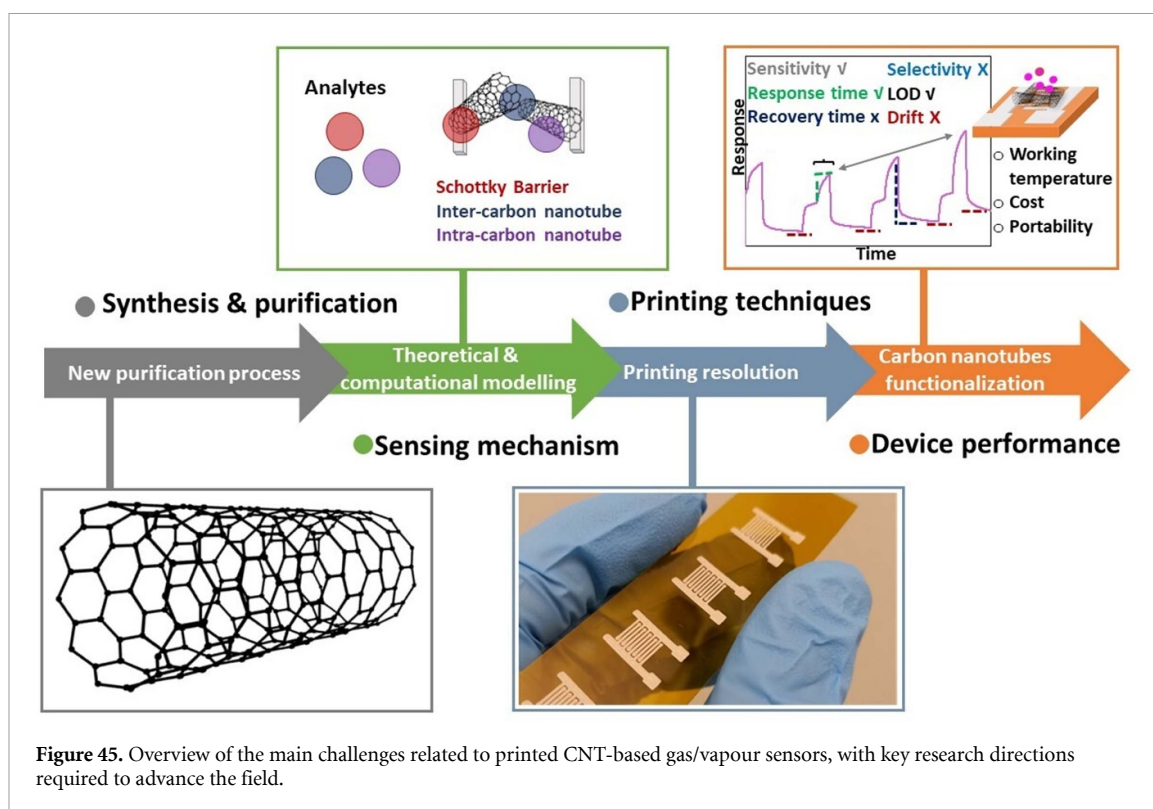 Analytes
Schottky Barrier
Inter-carbon nanotube
Intra-carbon nanotube
Sensitivity √ Selectivity X
Response time √ LOD √
Recovery time x Drift X
Response
Time
Working
temperature
Cost
Portability
Synthesis & purification
Printing techniques
New purification process
Theoretical &
computational modelling
Printing resolution
Carbon nanotubes
functionalization
Sensing mechanism
Device performance
Figure 45. Overview of the main challenges related to printed CNT-based gas/vapour sensors, with key research directions
required to advance the field.